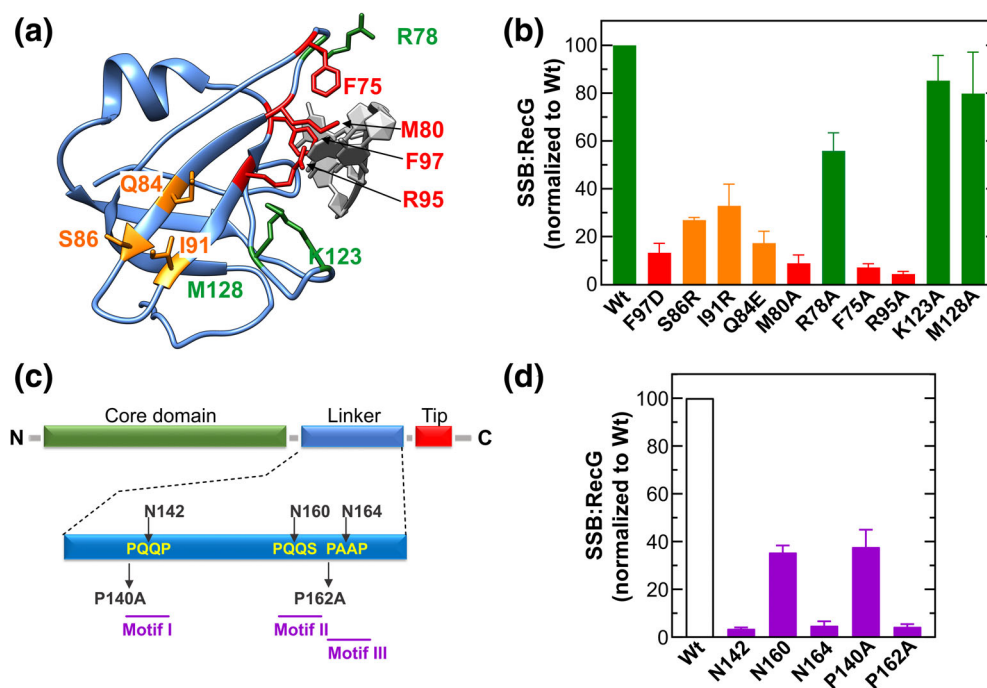 (a)
R78
F75
M80
F97
R95
Q84
S86
I91
K123
M128
(b)
SSB:RecG
(normalized to Wt)
100
80
60
40
20
0
Wt
F97D
S86R
I91R
Q84E
M80A
R78A
F75A
R95A
K123A
M128A
(c)
Core domain
Linker
Tip
N
C
N142
N160
N164
PQQP
PQQS
PAAP
P140A
P162A
Motif I
Motif II
Motif III
(d)
SSB:RecG
(normalized to Wt)
100
80
60
40
20
0
Wt
N142
N160
N164
P140A
P162A